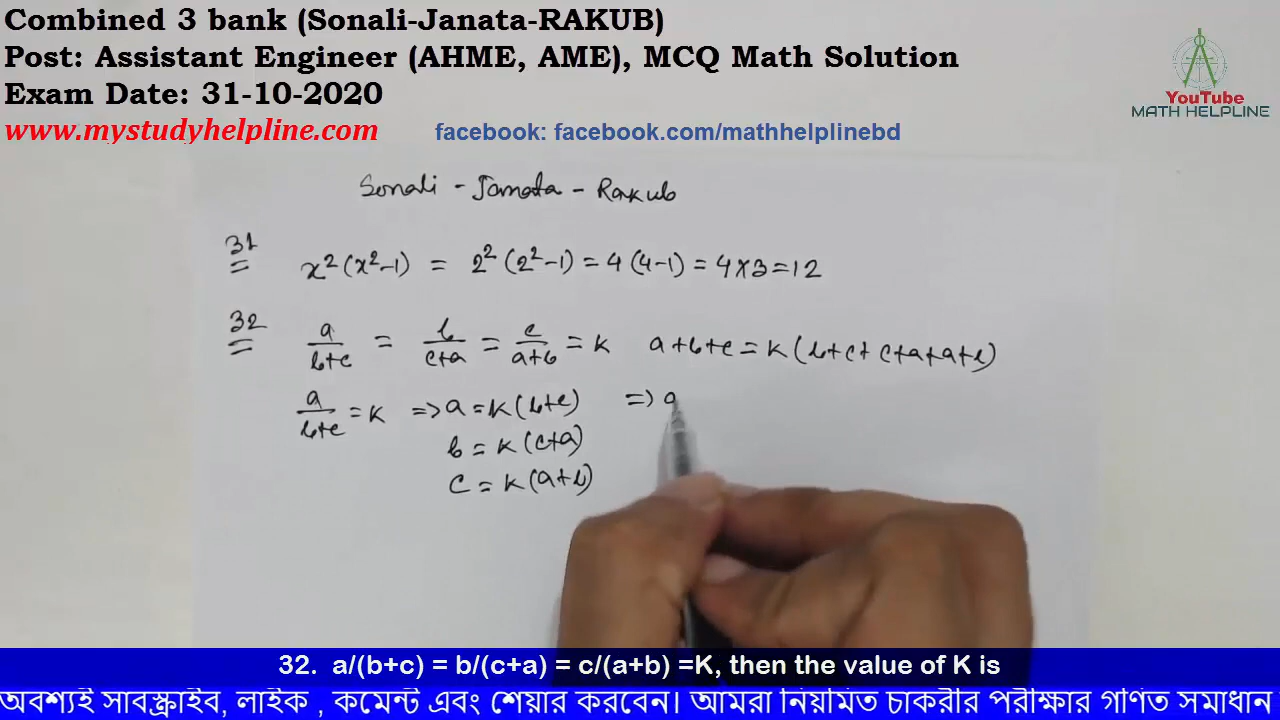 Combined 3 bank (Sonali-Janata-RAKUB)
Post: Assistant Engineer (AHME, AME), MCQ Math Solution
Exam Date: 31-10-2020
www.mystudyhelpline.com facebook: facebook.com/mathhelplinebd
YouTube
MATH HELPLINE
Sonali - Janata - Rakub
31 x²(x²-1) = 2²(2²-1) = 4(4-1) = 4×3=12
32 a/(b+c) = b/(c+a) = c/(a+b) = K a+b+c = K(b+c+c+a+a+b)
a/(b+c) = K => a = K(b+c) => a
b = K(c+a)
c = K(a+b)
32. a/(b+c) = b/(c+a) = c/(a+b) =K, then the value of K is
অবশ্যই সাবস্ক্রাইব, লাইক , কমেন্ট এবং শেয়ার করবেন। আমরা নিয়মিত চাকরীর পরীক্ষার গাণিত সমাধান